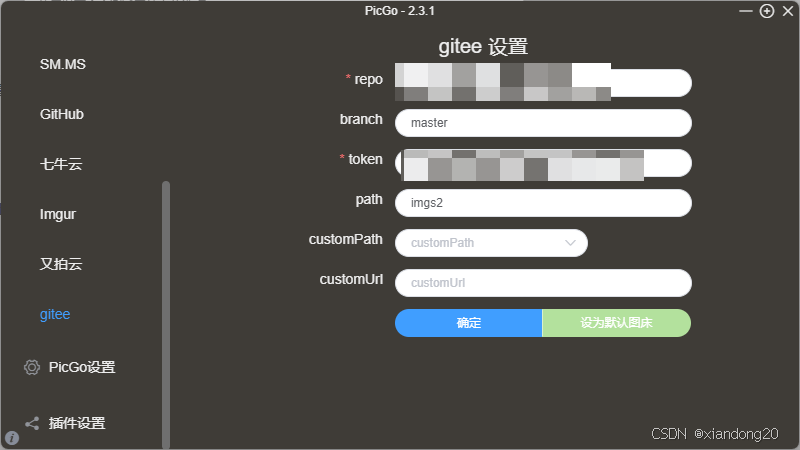 PicGo - 2.3.1
gitee 设置
SM.MS
GitHub
七牛云
Imgur
又拍云
gitee
PicGo设置
插件设置
* repo
branch
master
* token
path
imgs2
customPath
customPath
customUrl
customUrl
确定
设为默认图床
CSDN @xiandong20